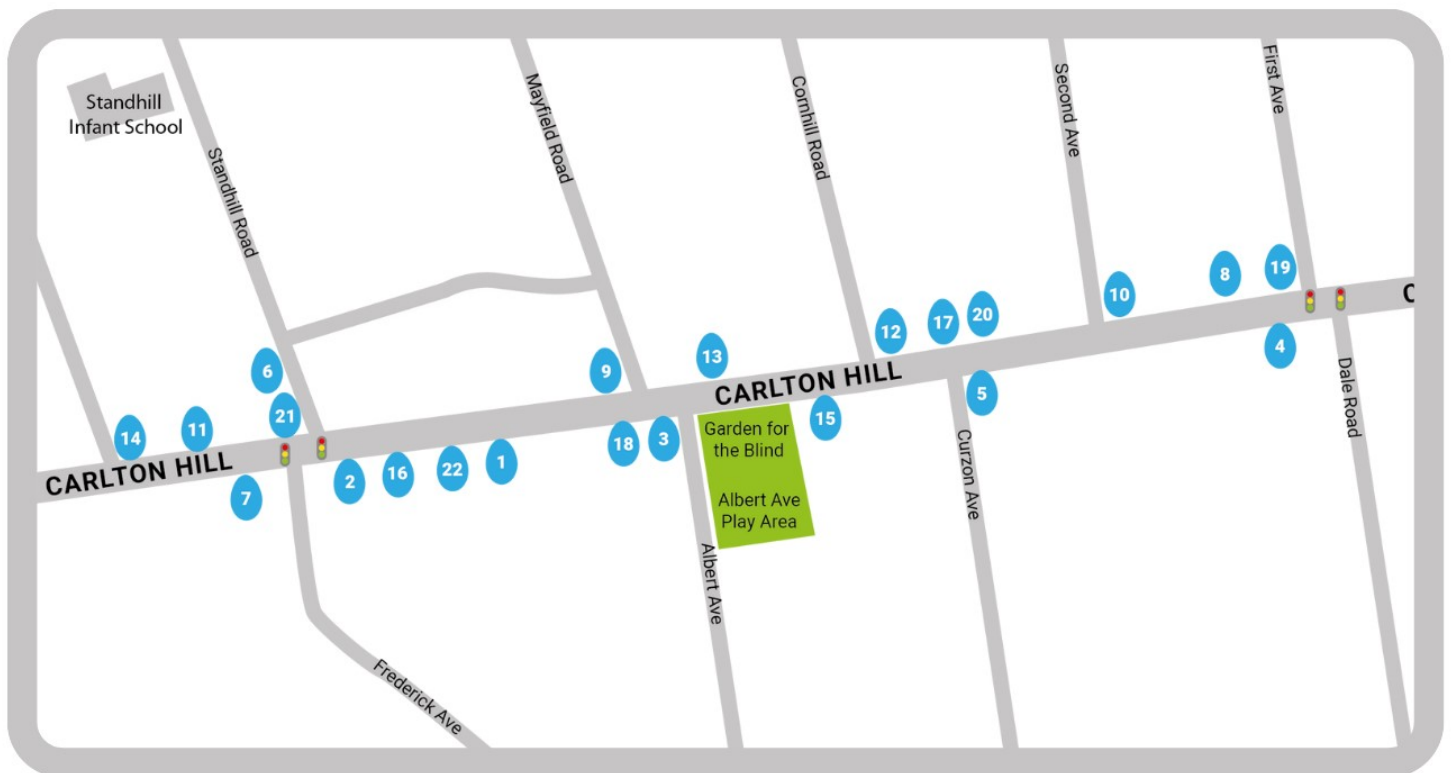 Standhill
Infant School
Standhill Road
Mayfield Road
Cornhill Road
Second Ave
First Ave
19
8
10
20
17
12
13
9
6
21
11
14
CARLTON HILL
CARLTON HILL
C
7
2
16
22
1
18
3
15
5
4
Garden for
the Blind
Albert Ave
Play Area
Albert Ave
Curzon Ave
Dale Road
Frederick Ave